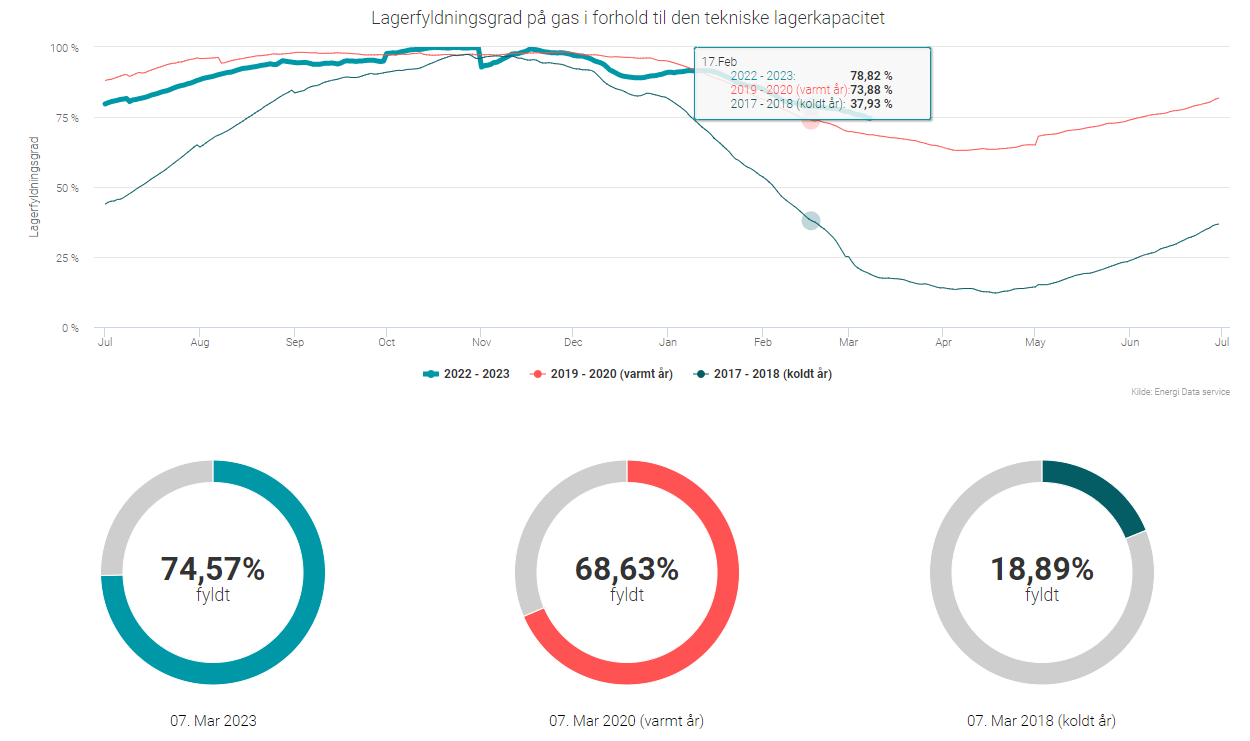 Lagerfyldningsgrad på gas i forhold til den tekniske lagerkapacitet
Lagerfyldningsgrad
100 %
75 %
50 %
25 %
0 %
17.Feb
2022 - 2023: 78,82 %
2019 - 2020 (varmt år): 73,88 %
2017 - 2018 (koldt år): 37,93 %
Jul Aug Sep Oct Nov Dec Jan Feb Mar Apr May Jun Jul
2022 - 2023 2019 - 2020 (varmt år) 2017 - 2018 (koldt år)
Kilde: Energi Data service
74,57% 68,63% 18,89%
fyldt fyldt fyldt
07. Mar 2023 07. Mar 2020 (varmt år) 07. Mar 2018 (koldt år)